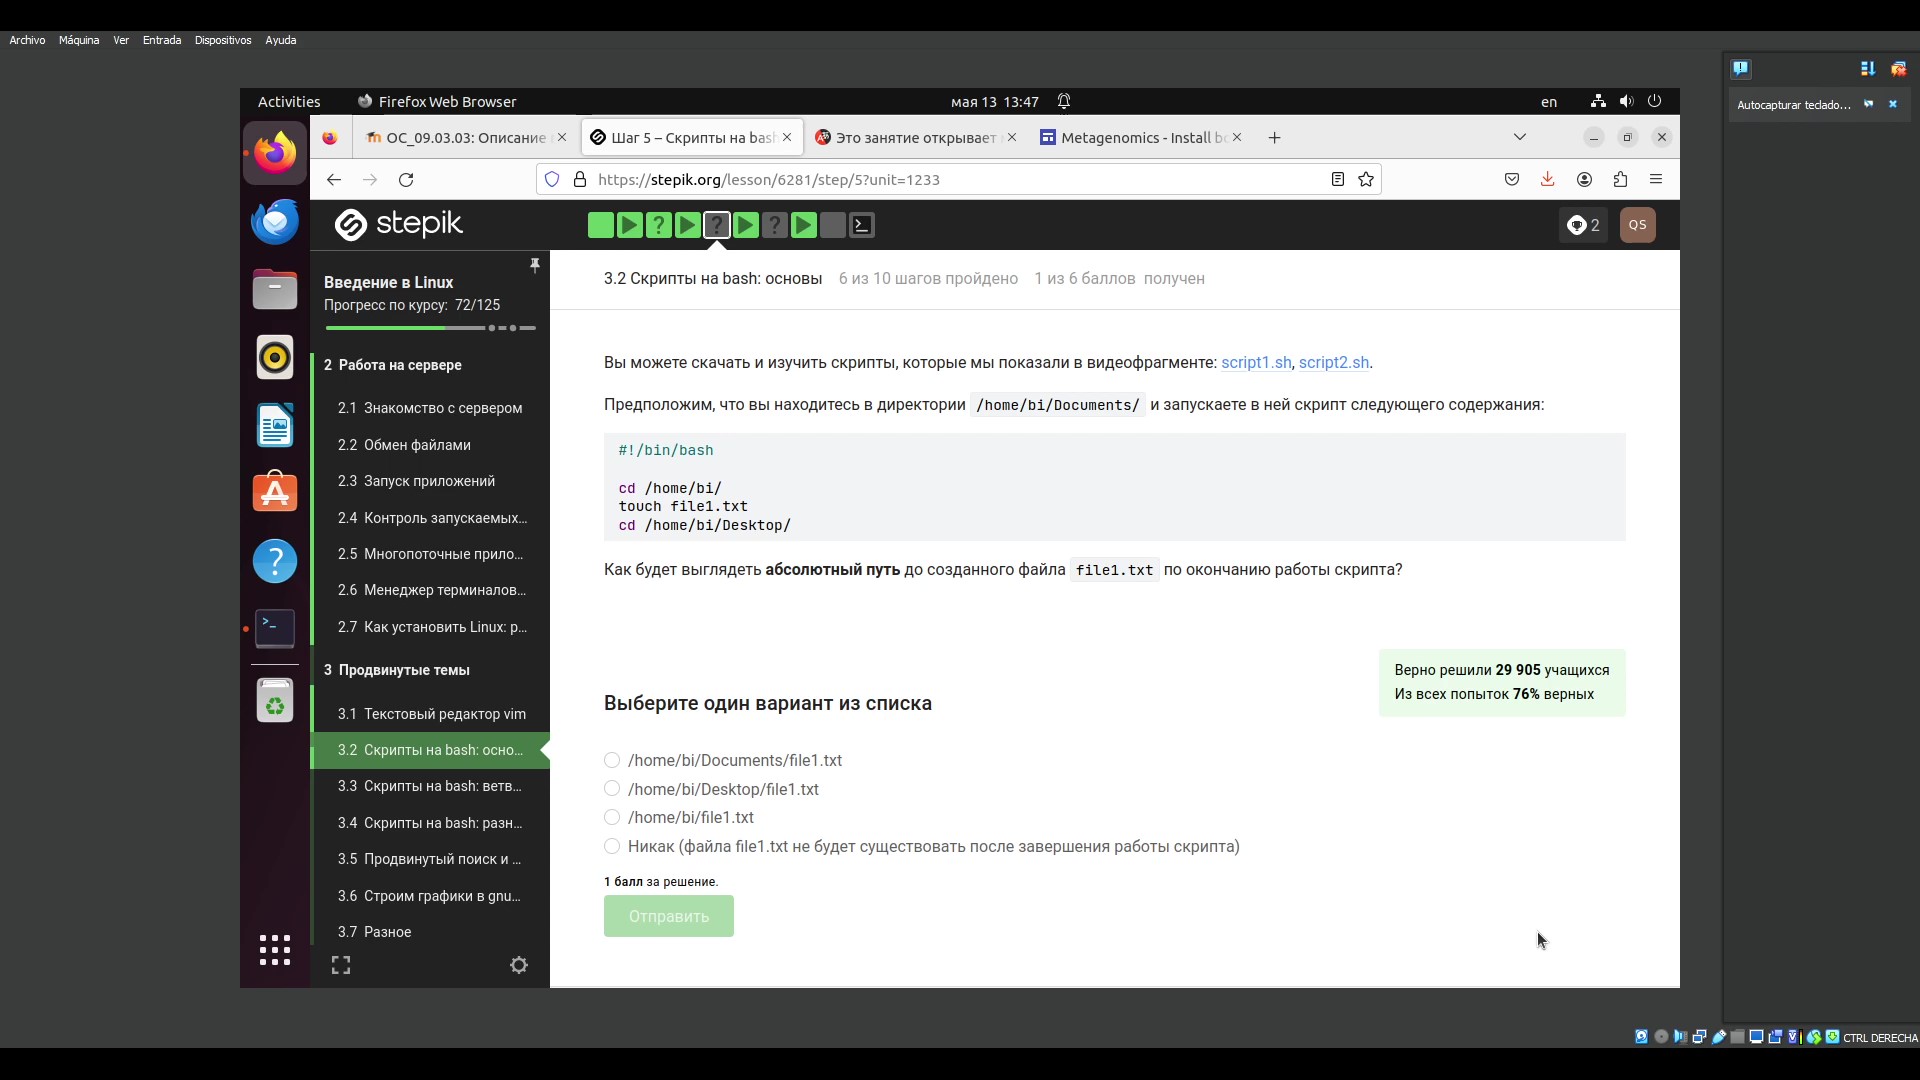 Archivo Máquina Ver Entrada Dispositivos Ayuda
Autocapturar teclado...
Activities Firefox Web Browser мая 13 13:47 en
ОС_09.03.03: Описание Шаг 5 – Скрипты на bash Это занятие открывает Metagenomics - Install bc
https://stepik.org/lesson/6281/step/5?unit=1233
stepik ? ? ? 2 QS
Введение в Linux
Прогресс по курсу: 72/125
2 Работа на сервере
2.1 Знакомство с сервером
2.2 Обмен файлами
2.3 Запуск приложений
2.4 Контроль запускаемых...
2.5 Многопоточные прило...
2.6 Менеджер терминалов...
2.7 Как установить Linux: р...
3 Продвинутые темы
3.1 Текстовый редактор vim
3.2 Скрипты на bash: осно...
3.3 Скрипты на bash: ветв...
3.4 Скрипты на bash: разн...
3.5 Продвинутый поиск и ...
3.6 Строим графики в gnu...
3.7 Разное
3.2 Скрипты на bash: основы 6 из 10 шагов пройдено 1 из 6 баллов получен
Вы можете скачать и изучить скрипты, которые мы показали в видеофрагменте: script1.sh, script2.sh.
Предположим, что вы находитесь в директории /home/bi/Documents/ и запускаете в ней скрипт следующего содержания:
#!/bin/bash
cd /home/bi/
touch file1.txt
cd /home/bi/Desktop/
Как будет выглядеть абсолютный путь до созданного файла file1.txt по окончанию работы скрипта?
Верно решили 29 905 учащихся
Из всех попыток 76% верных
Выберите один вариант из списка
/home/bi/Documents/file1.txt
/home/bi/Desktop/file1.txt
/home/bi/file1.txt
Никак (файла file1.txt не будет существовать после завершения работы скрипта)
1 балл за решение.
Отправить
CTRL DERECHA